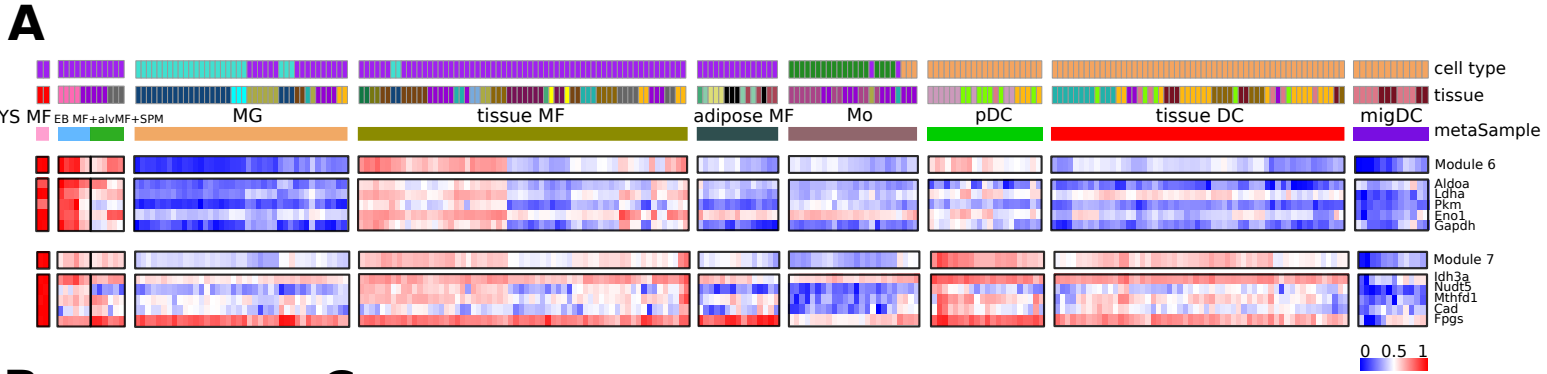 A
cell type
tissue
YS MF EB MF+alvMF+SPM MG tissue MF adipose MF Mo pDC tissue DC migDC
metaSample
Module 6
Aldoa
Ldha
Pkm
Eno1
Gapdh
Module 7
Idh3a
Nudt5
Mthfd1
Cad
Fpgs
0 0.5 1